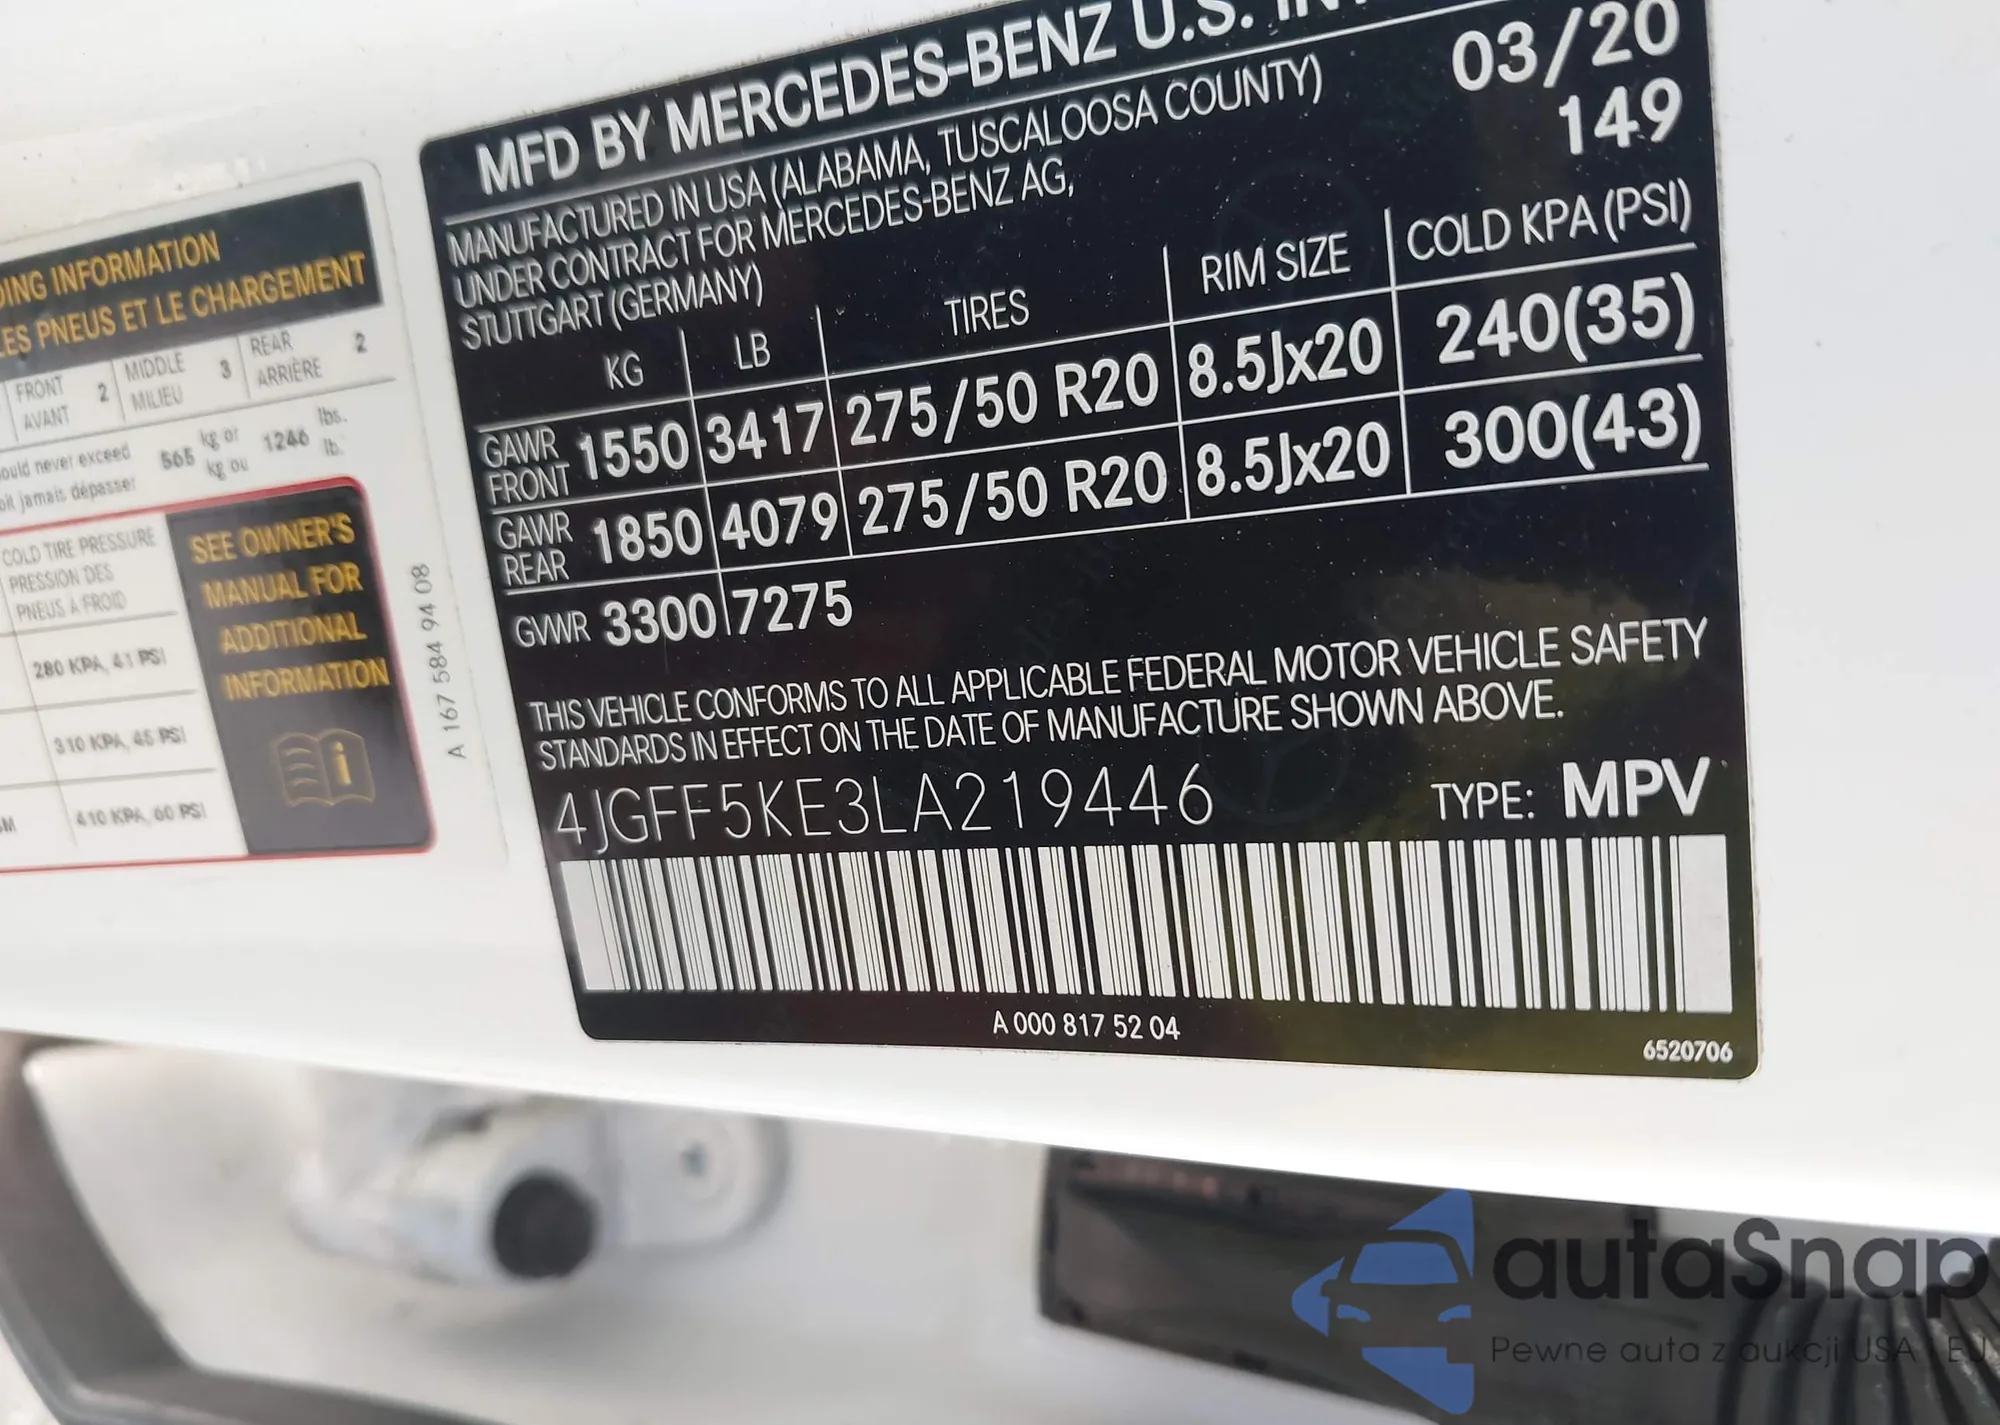 DING INFORMATION
LES PNEUS ET LE CHARGEMENT
FRONT AVANT 2 MIDDLE MILIEU 3 REAR ARRIÈRE 2
never exceed 565 kg or 1246 lbs.
jamais dépasser kg ou lb.
COLD TIRE PRESSURE
PRESSION DES
PNEUS À FROID
280 KPA, 41 PSI
310 KPA, 45 PSI
410 KPA, 60 PSI
SEE OWNER'S
MANUAL FOR
ADDITIONAL
INFORMATION
A 167 584 94 08
MFD BY MERCEDES-BENZ U.S.
MANUFACTURED IN USA (ALABAMA, TUSCALOOSA COUNTY)
UNDER CONTRACT FOR MERCEDES-BENZ AG,
STUTTGART (GERMANY)
03/20
149
KG LB TIRES RIM SIZE COLD KPA (PSI)
GAWR FRONT 1550 3417 275/50 R20 8.5Jx20 240(35)
GAWR REAR 1850 4079 275/50 R20 8.5Jx20 300(43)
GVWR 3300 7275
THIS VEHICLE CONFORMS TO ALL APPLICABLE FEDERAL MOTOR VEHICLE SAFETY
STANDARDS IN EFFECT ON THE DATE OF MANUFACTURE SHOWN ABOVE.
4JGFF5KE3LA219446 TYPE: MPV
A 000 817 52 04
6520706
autaSnap
Pewne auta z aukcji USA i EU